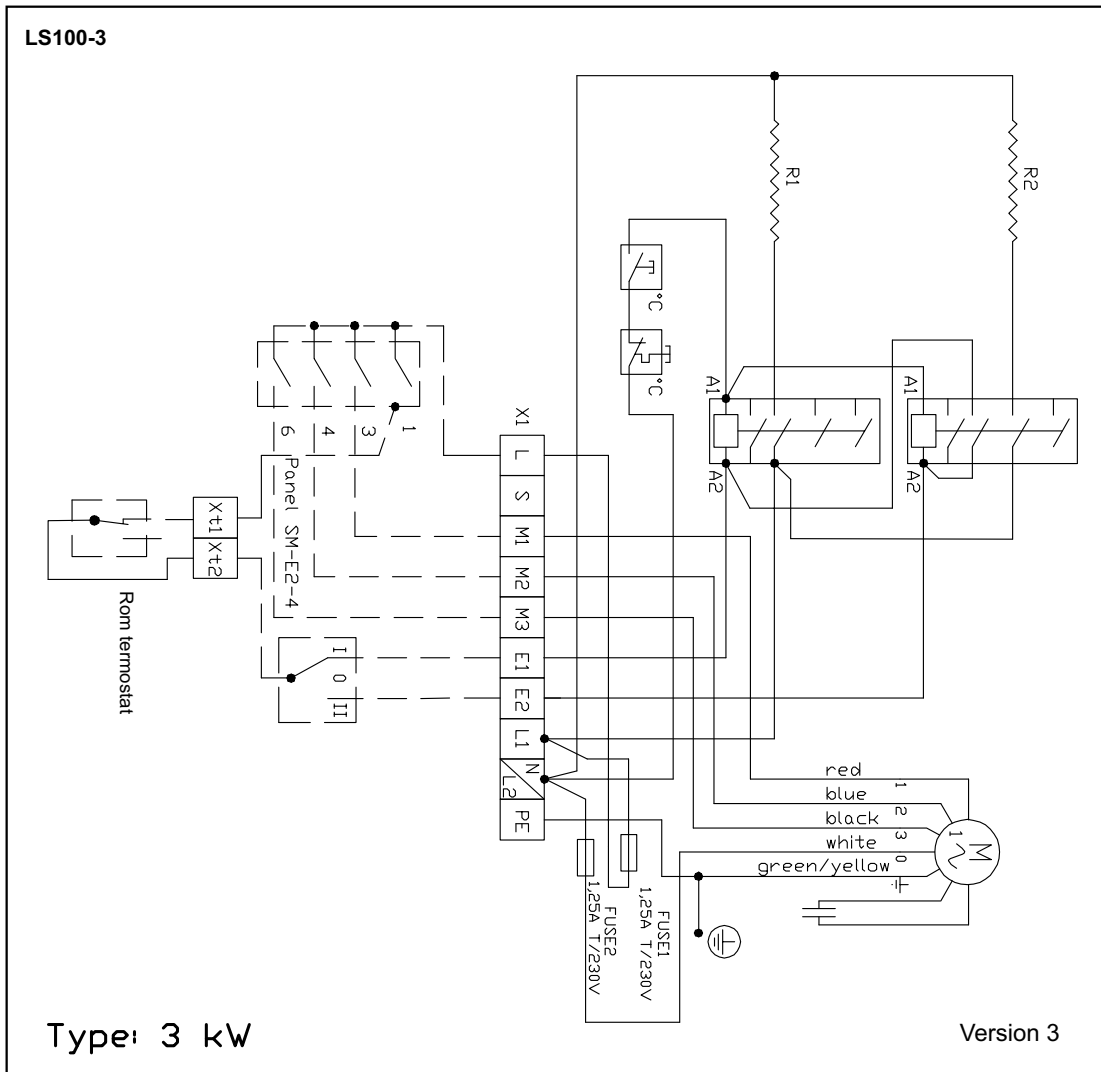 LS100-3
R1
R2
°C
°C
A1
A2
A1
A2
1
3
4
6
Panel SM-E2-4
X1
L
S
M1
M2
M3
E1
E2
L1
N
L2
PE
Xt1
Xt2
Rom termostat
I
0
II
red
blue
black
white
green/yellow
1
2
3
0
M
1
FUSE1
1,25A T/230V
FUSE2
1,25A T/230V
Type: 3 kW
Version 3